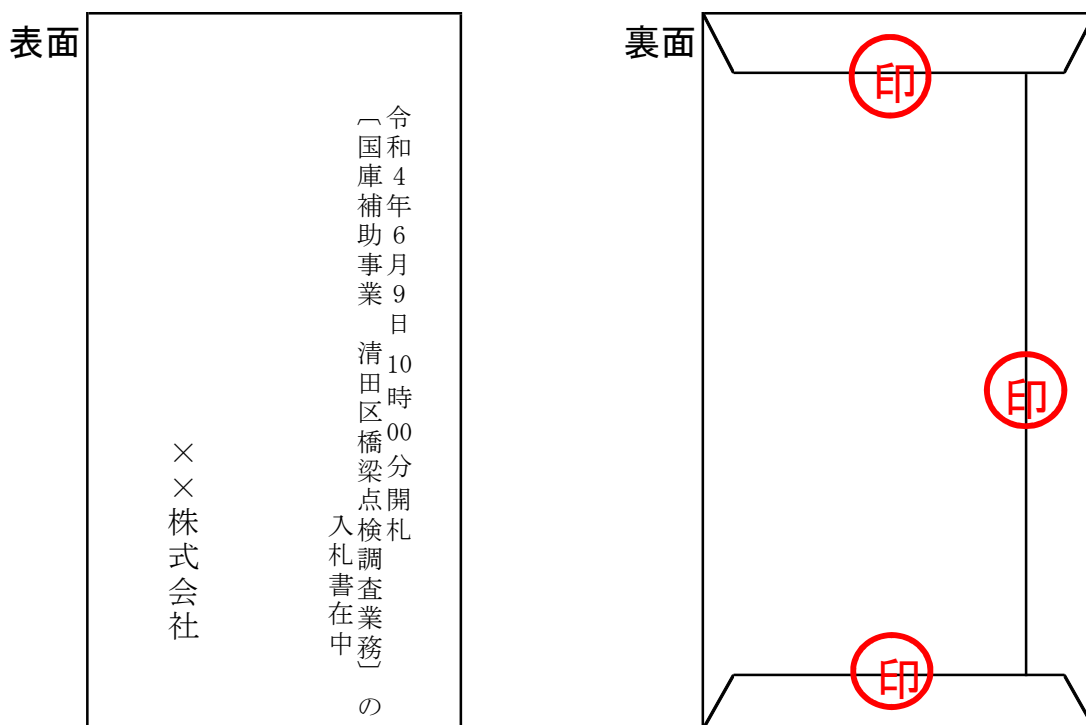 表面
令和4年6月9日 10時00分開札
〔国庫補助事業 清田区橋梁点検調査業務〕の
入札書在中
××株式会社
裏面
印
印
印